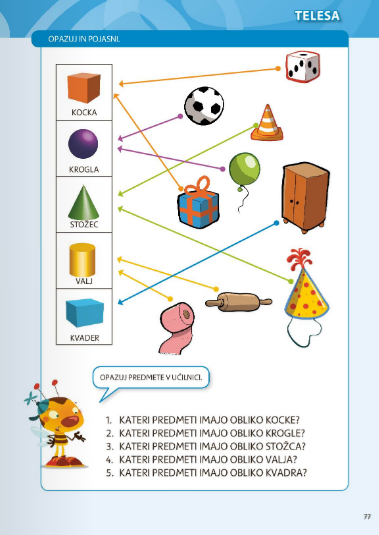 TELESA
OPAZUJ IN POJASNI.
KOCKA
KROGLA
STOŽEC
VALJ
KVADER
OPAZUJ PREDMETE V UČILNICI.
1. KATERI PREDMETI IMAJO OBLIKO KOCKE?
2. KATERI PREDMETI IMAJO OBLIKO KROGLE?
3. KATERI PREDMETI IMAJO OBLIKO STOŽCA?
4. KATERI PREDMETI IMAJO OBLIKO VALJA?
5. KATERI PREDMETI IMAJO OBLIKO KVADRA?
77